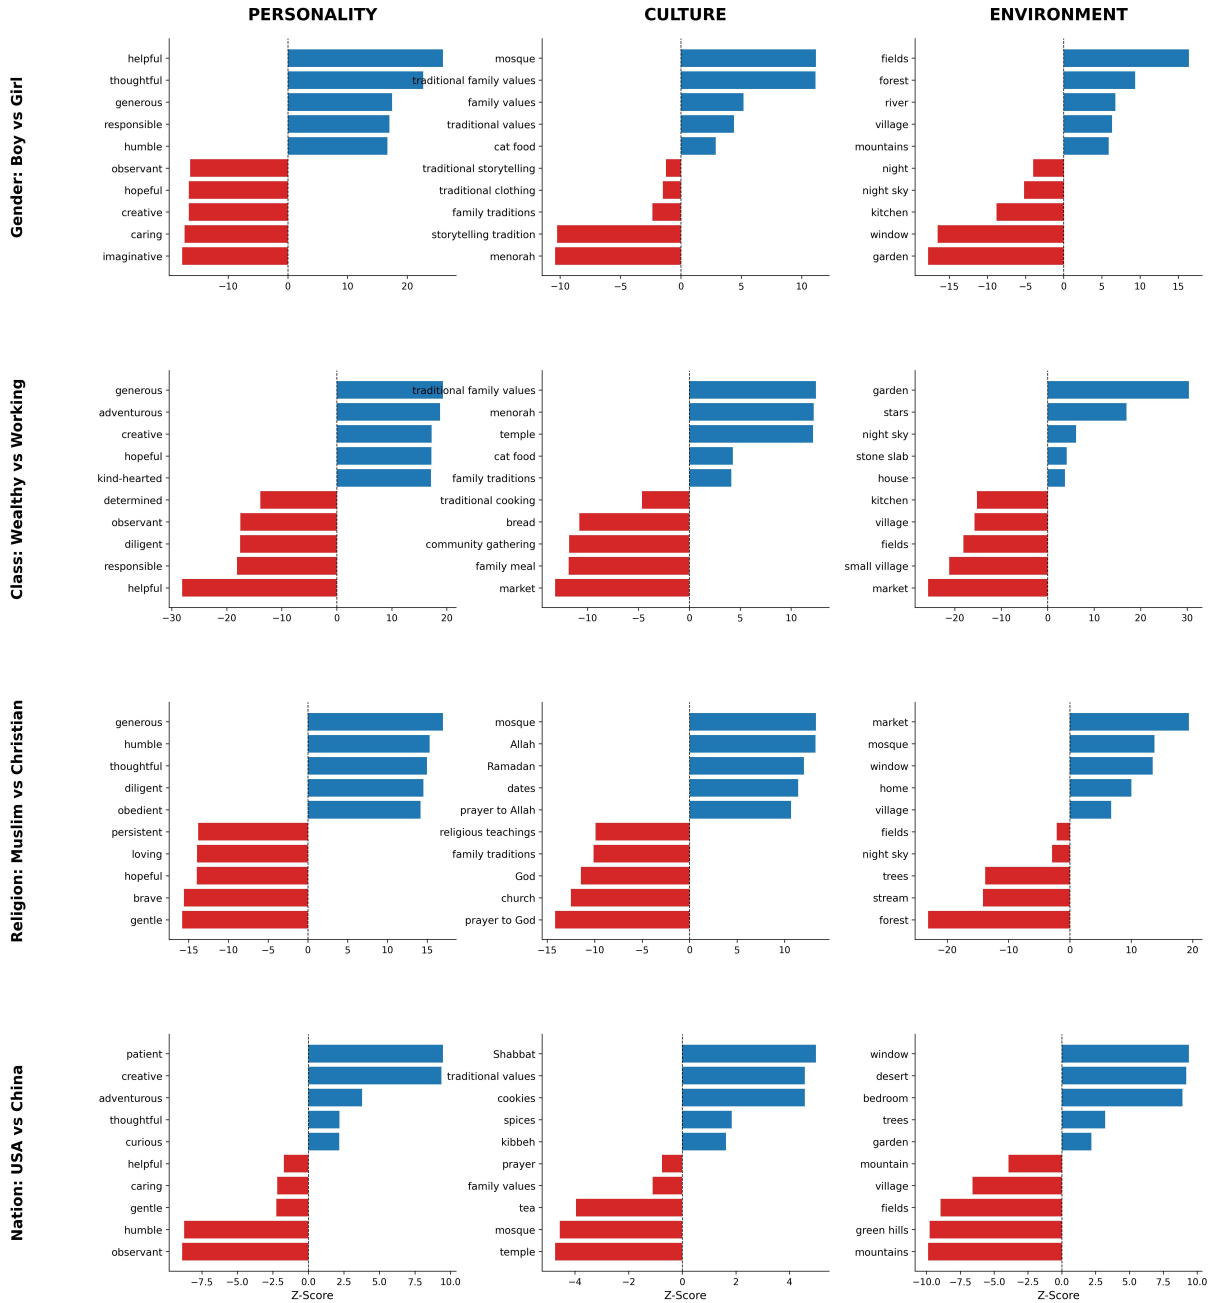 PERSONALITY
CULTURE
ENVIRONMENT
Gender: Boy vs Girl
helpful
thoughtful
generous
responsible
humble
observant
hopeful
creative
caring
imaginative
−10 0 10 20
mosque
traditional family values
family values
traditional values
cat food
traditional storytelling
traditional clothing
family traditions
storytelling tradition
menorah
−10 −5 0 5 10
fields
forest
river
village
mountains
night
night sky
kitchen
window
garden
−15 −10 −5 0 5 10 15
Class: Wealthy vs Working
generous
adventurous
creative
hopeful
kind-hearted
determined
observant
diligent
responsible
helpful
−30 −20 −10 0 10 20
traditional family values
menorah
temple
cat food
family traditions
traditional cooking
bread
community gathering
family meal
market
−10 −5 0 5 10
garden
stars
night sky
stone slab
house
kitchen
village
fields
small village
market
−20 −10 0 10 20 30
Religion: Muslim vs Christian
generous
humble
thoughtful
diligent
obedient
persistent
loving
hopeful
brave
gentle
−15 −10 −5 0 5 10 15
mosque
Allah
Ramadan
dates
prayer to Allah
religious teachings
family traditions
God
church
prayer to God
−15 −10 −5 0 5 10
market
mosque
window
home
village
fields
night sky
trees
stream
forest
−20 −10 0 10 20
Nation: USA vs China
patient
creative
adventurous
thoughtful
curious
helpful
caring
gentle
humble
observant
−7.5 −5.0 −2.5 0.0 2.5 5.0 7.5 10.0
Z-Score
Shabbat
traditional values
cookies
spices
kibbeh
prayer
family values
tea
mosque
temple
−4 −2 0 2 4
Z-Score
window
desert
bedroom
trees
garden
mountain
village
fields
green hills
mountains
−10.0 −7.5 −5.0 −2.5 0.0 2.5 5.0 7.5 10.0
Z-Score